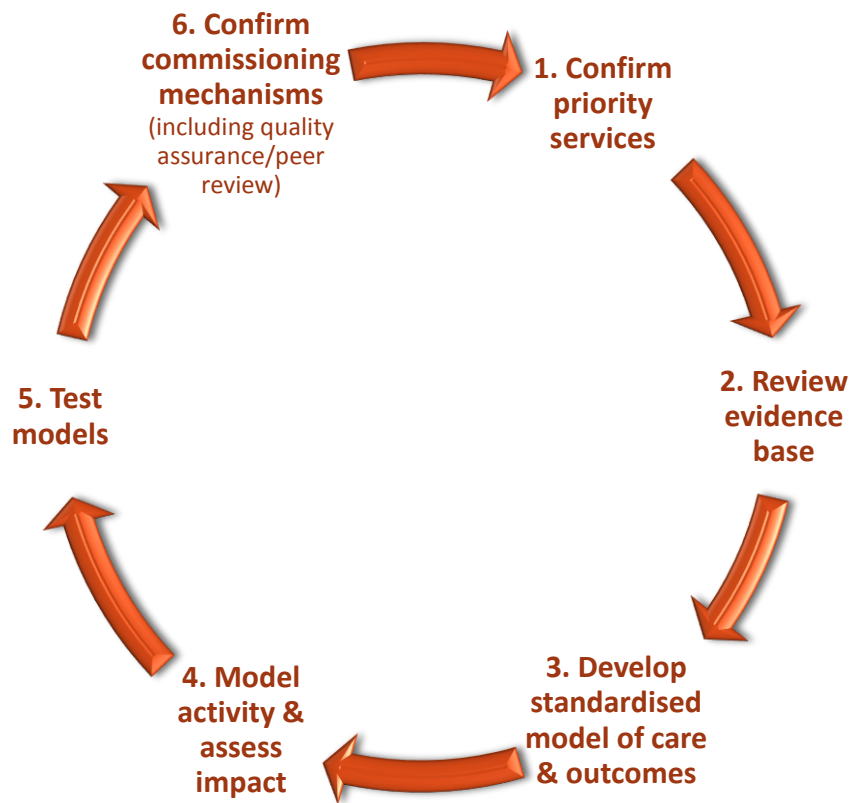 1. Confirm
priority
services
2. Review
evidence
base
3. Develop
standardised
model of care
& outcomes
4. Model
activity &
assess
impact
5. Test
models
6. Confirm
commissioning
mechanisms
(including quality
assurance/peer
review)